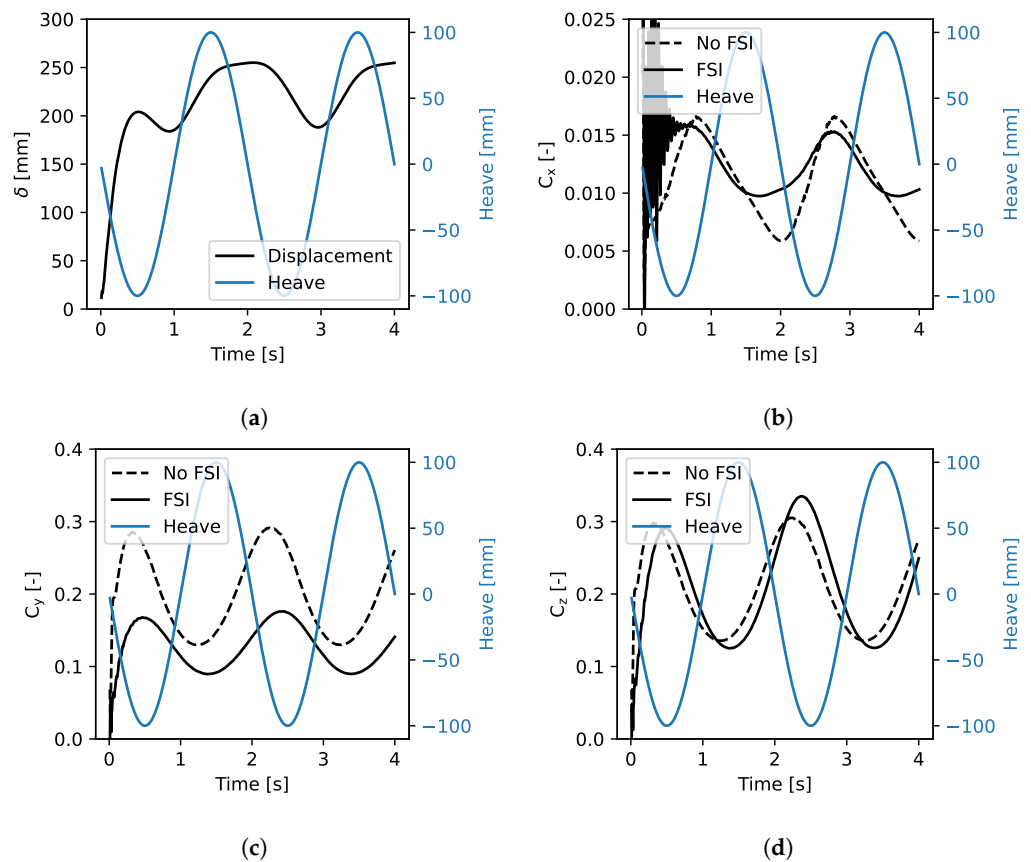 300
250
200
150
100
50
0
δ [mm]
0 1 2 3 4
Time [s]
100
50
0
−50
−100
Heave [mm]
Displacement
Heave
(a)
0.025
0.020
0.015
0.010
0.005
0.000
Cx [-]
0 1 2 3 4
Time [s]
100
50
0
−50
−100
Heave [mm]
No FSI
FSI
Heave
(b)
0.4
0.3
0.2
0.1
0.0
Cy [-]
0 1 2 3 4
Time [s]
100
50
0
−50
−100
Heave [mm]
No FSI
FSI
Heave
(c)
0.4
0.3
0.2
0.1
0.0
Cz [-]
0 1 2 3 4
Time [s]
100
50
0
−50
−100
Heave [mm]
No FSI
FSI
Heave
(d)